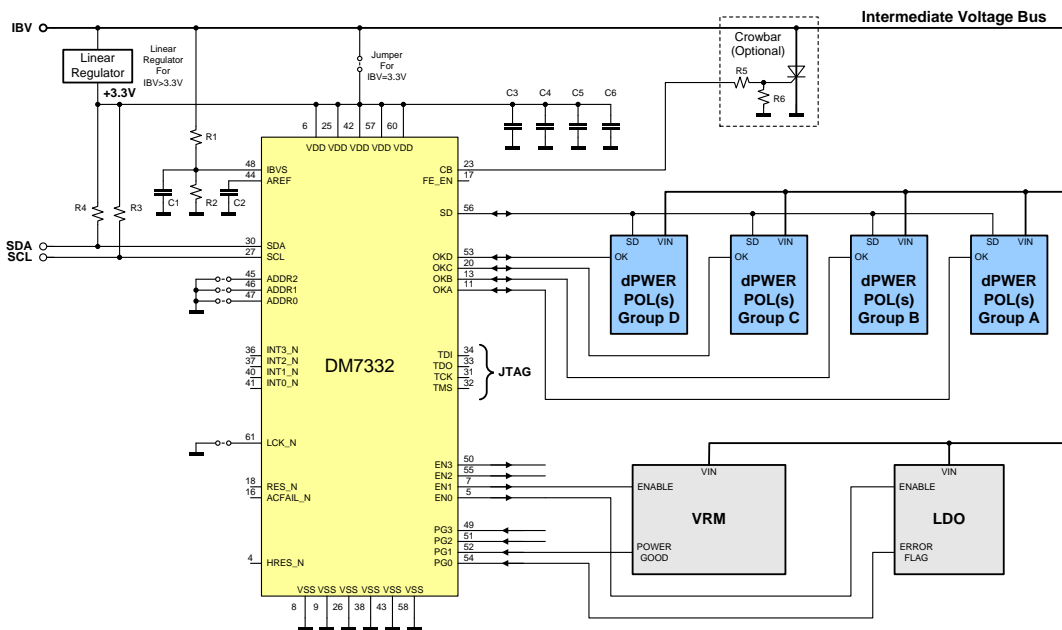 IBV
Intermediate Voltage Bus
Linear
Regulator
Linear
Regulator
For
IBV>3.3V
+3.3V
Jumper
For
IBV=3.3V
Crowbar
(Optional)
R5
R6
C3
C4
C5
C6
R1
R2
C1
C2
R4
R3
6
25
42
57
60
VDD
VDD
VDD
VDD
VDD
48
IBVS
44
AREF
SDA
SCL
30
SDA
27
SCL
45
ADDR2
46
ADDR1
47
ADDR0
36
INT3_N
37
INT2_N
40
INT1_N
41
INT0_N
61
LCK_N
18
RES_N
16
ACFAIL_N
4
HRES_N
DM7332
CB
23
FE_EN
17
SD
56
OKD
53
OKC
20
OKB
13
OKA
11
TDI
34
TDO
33
TCK
31
TMS
32
JTAG
EN3
50
EN2
55
EN1
7
EN0
5
PG3
49
PG2
51
PG1
52
PG0
54
VSS
VSS
VSS
VSS
VSS
VSS
8
9
26
38
43
58
SD
VIN
OK
dPWER
POL(s)
Group D
SD
VIN
OK
dPWER
POL(s)
Group C
SD
VIN
OK
dPWER
POL(s)
Group B
SD
VIN
OK
dPWER
POL(s)
Group A
VIN
ENABLE
VRM
POWER
GOOD
VIN
ENABLE
LDO
ERROR
FLAG